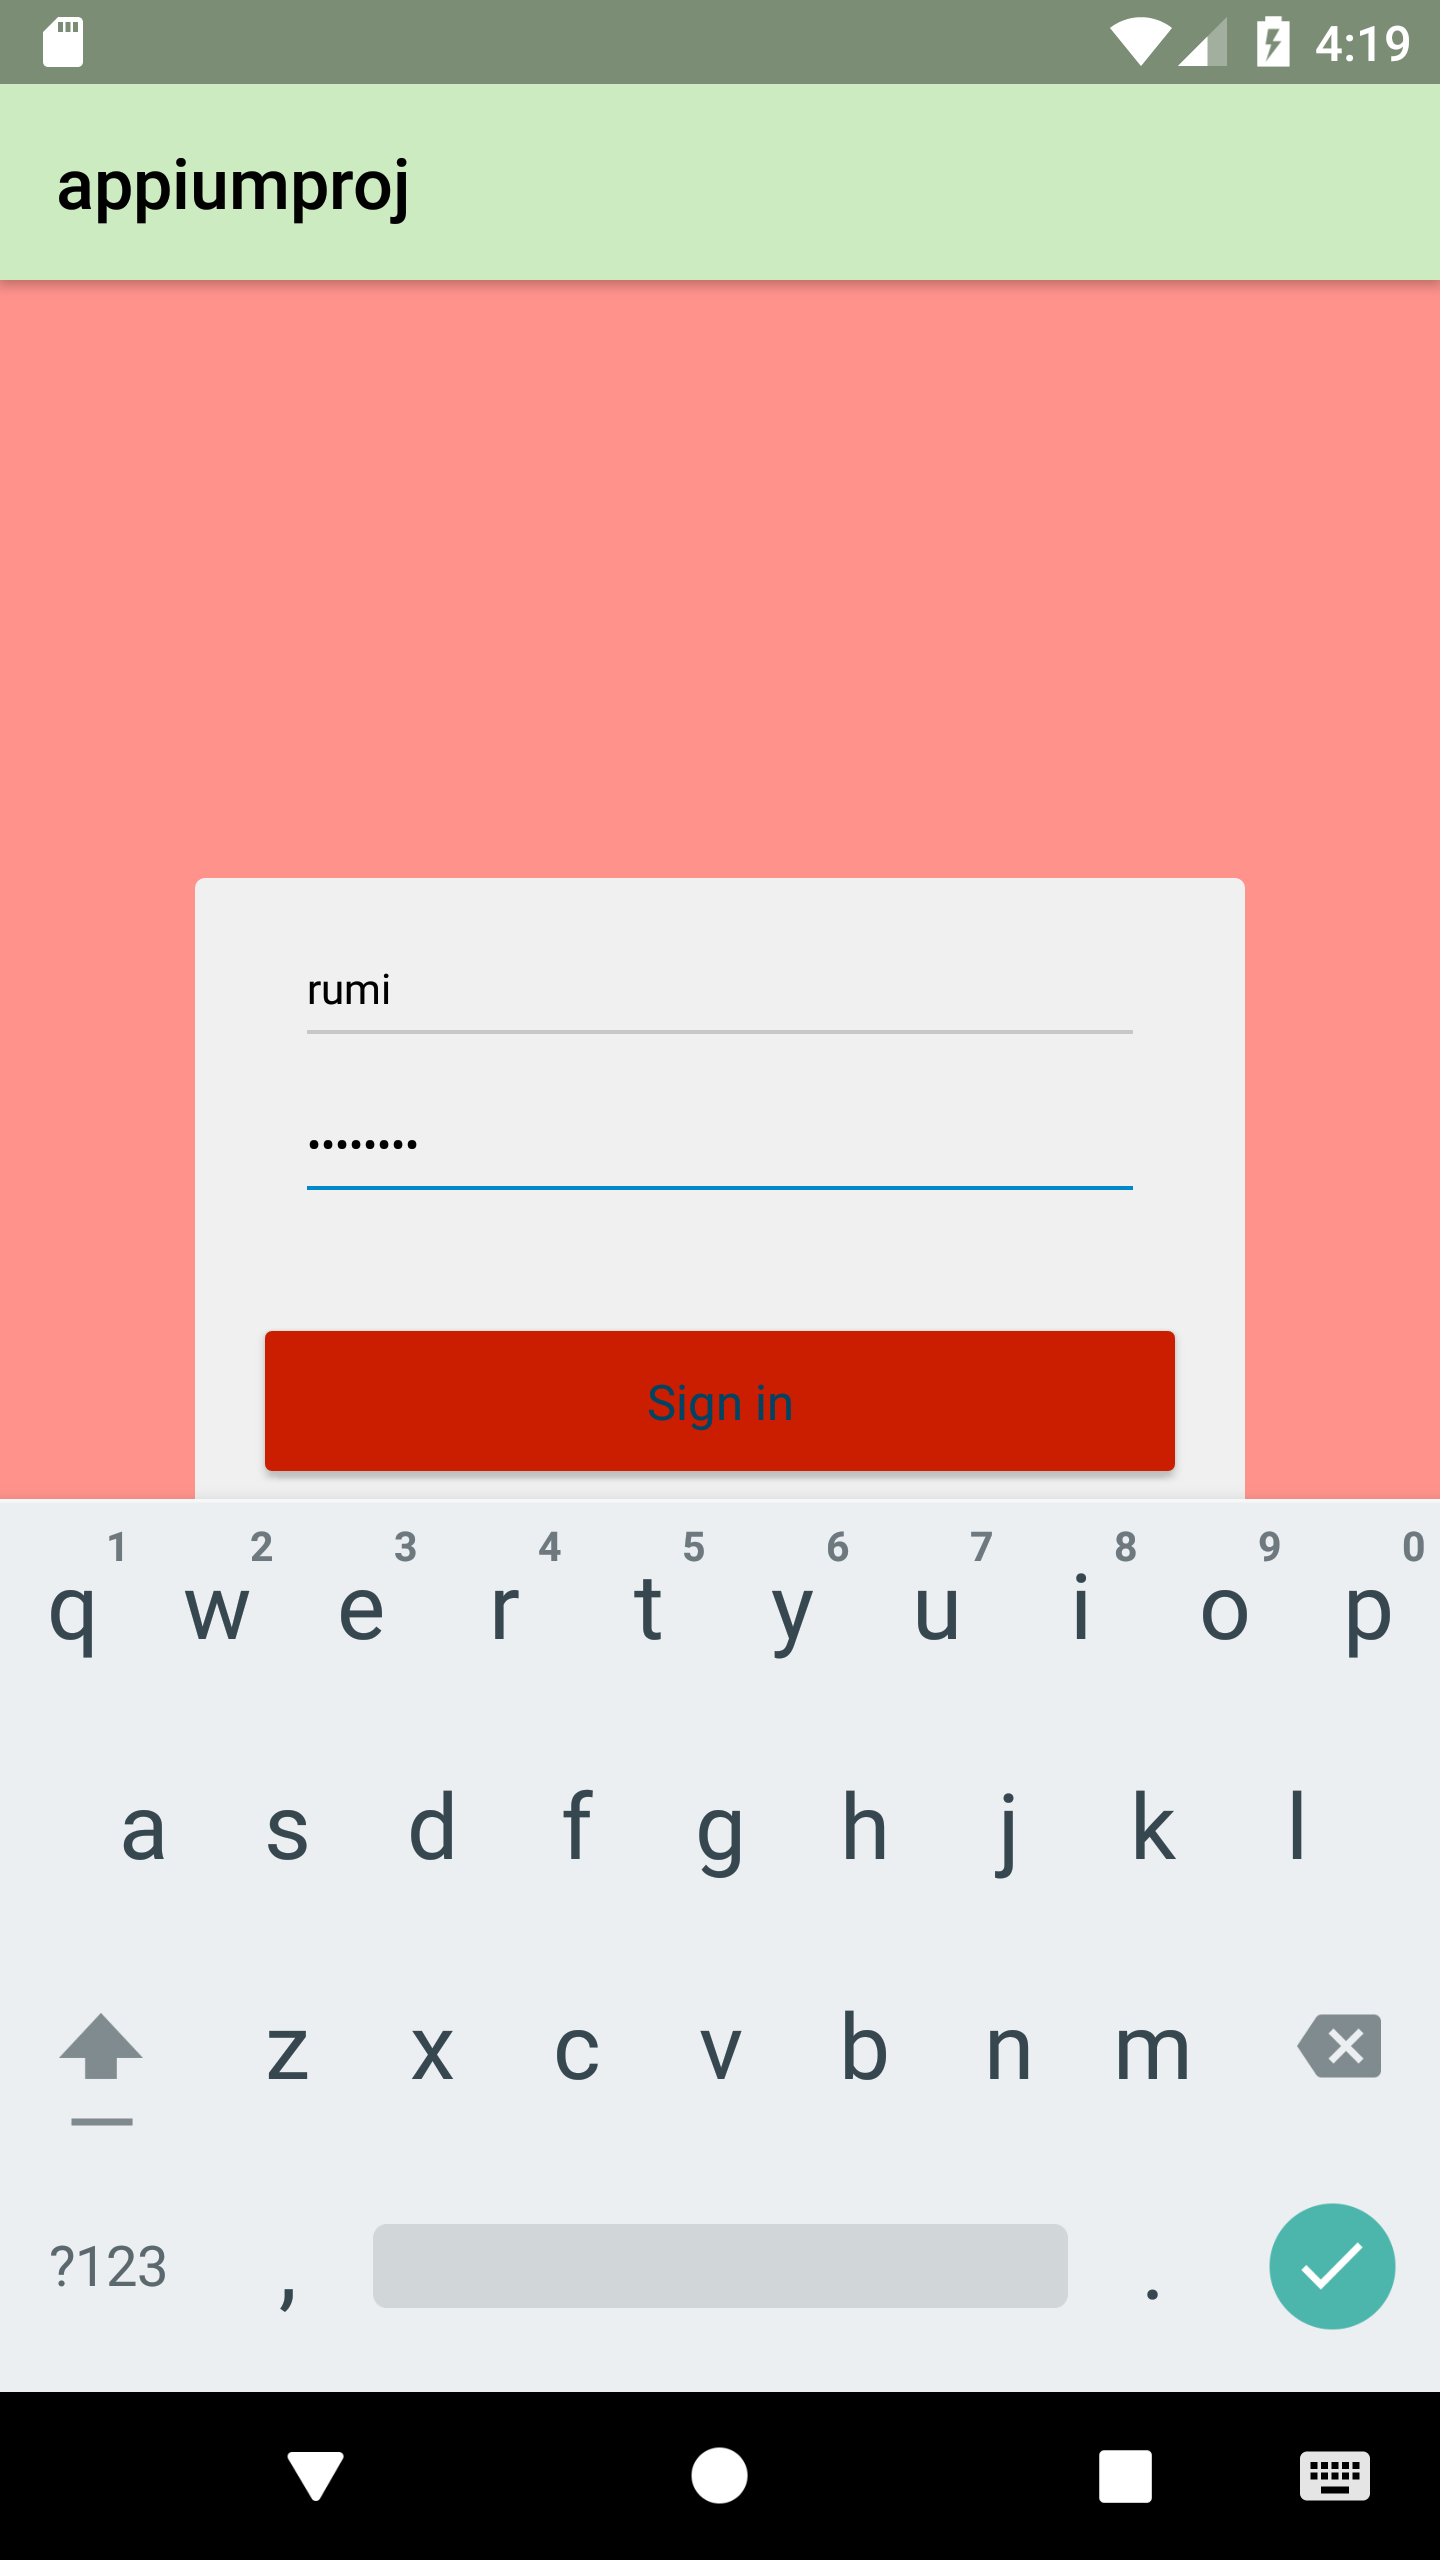 4:19
appiumproj
rumi
••••••••
Sign in
1 2 3 4 5 6 7 8 9 0
q w e r t y u i o p
a s d f g h j k l
z x c v b n m
?123 , .